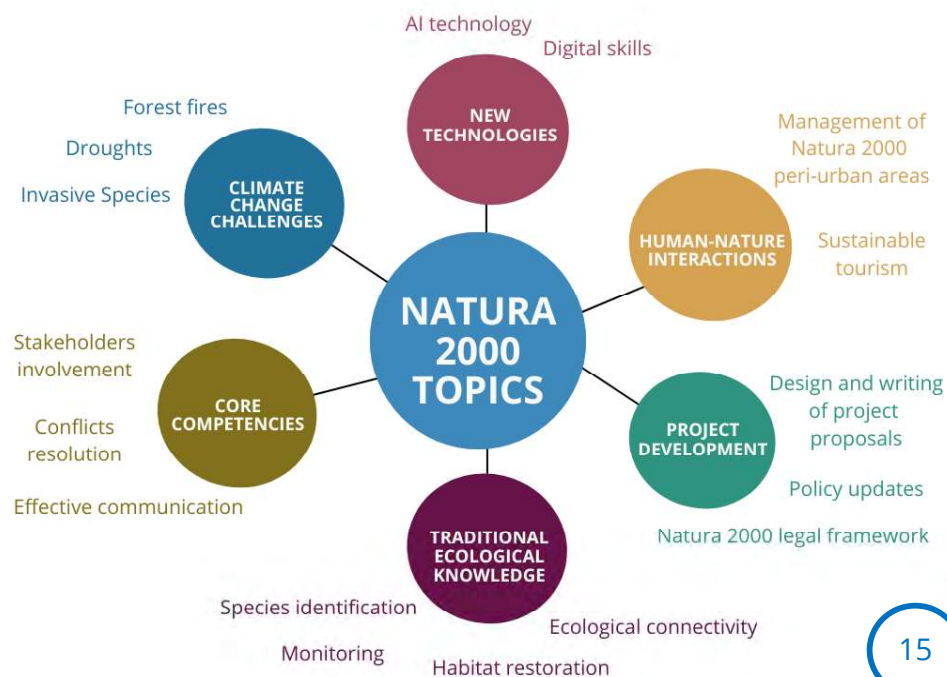 AI technology
Digital skills
NEW
TECHNOLOGIES
Forest fires
Droughts
Invasive Species
CLIMATE
CHANGE
CHALLENGES
Management of
Natura 2000
peri-urban areas
Sustainable
tourism
HUMAN-NATURE
INTERACTIONS
NATURA
2000
TOPICS
Stakeholders
involvement
Conflicts
resolution
Effective communication
CORE
COMPETENCIES
PROJECT
DEVELOPMENT
Design and writing
of project
proposals
Policy updates
Natura 2000 legal framework
TRADITIONAL
ECOLOGICAL
KNOWLEDGE
Species identification
Monitoring
Habitat restoration
Ecological connectivity
15